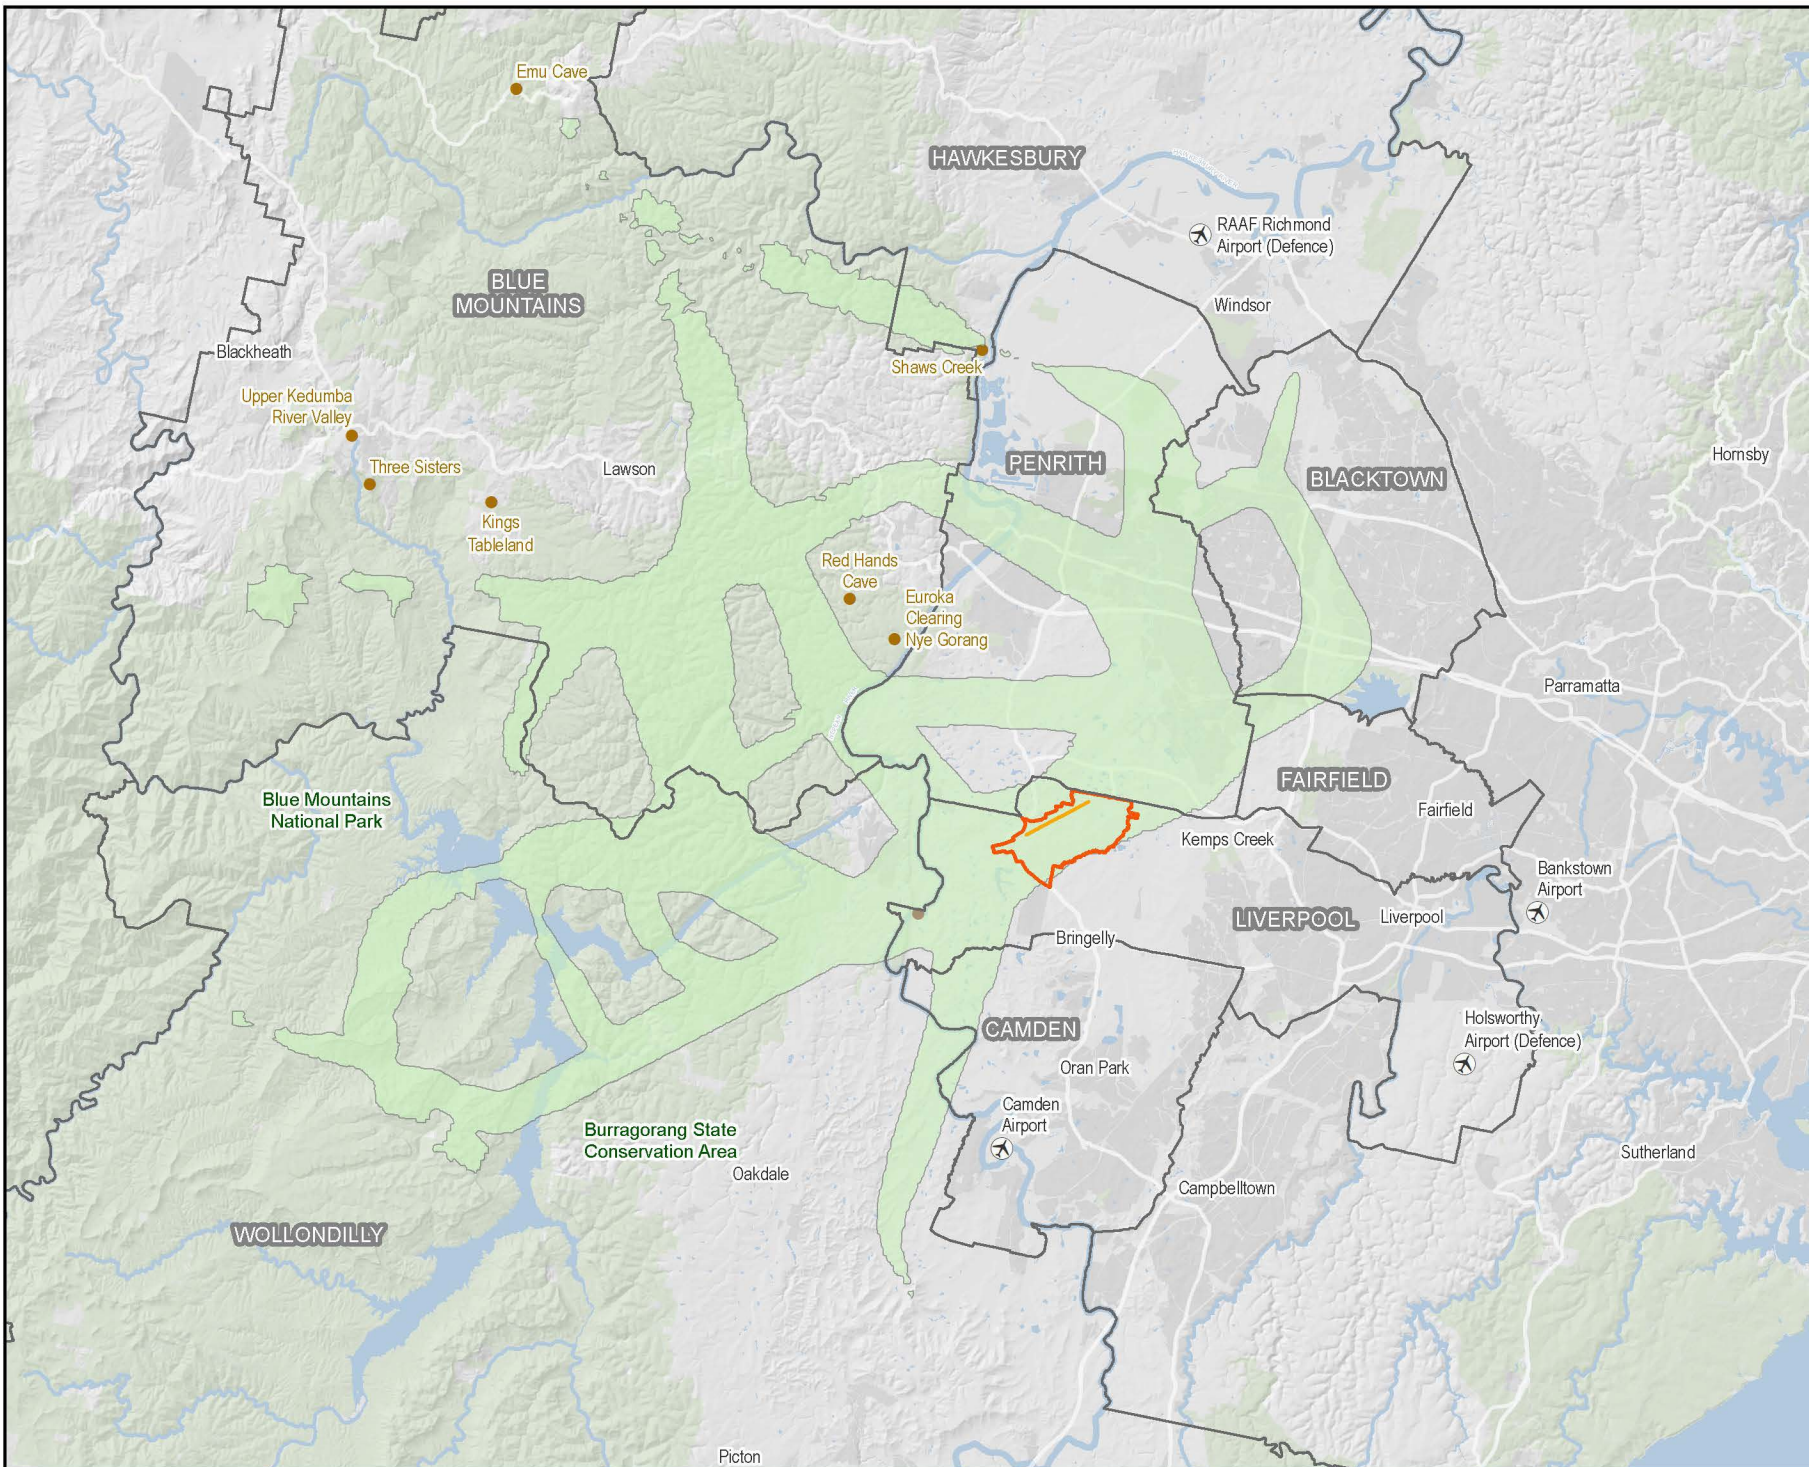 Emu Cave
HAWKESBURY
RAAF Richmond
Airport (Defence)
BLUE
MOUNTAINS
Windsor
Blackheath
Shaws Creek
Upper Kedumba
River Valley
Three Sisters
Lawson
PENRITH
BLACKTOWN
Hornsby
Kings
Tableland
Red Hands
Cave
Euroka
Clearing
Nye Gorang
Parramatta
Blue Mountains
National Park
FAIRFIELD
Fairfield
Kemps Creek
Bankstown
Airport
LIVERPOOL
Liverpool
Bringelly
CAMDEN
Holsworthy
Airport (Defence)
Oran Park
Camden
Airport
Burragorang State
Conservation Area
Oakdale
Sutherland
Campbelltown
WOLLONDILLY
Picton